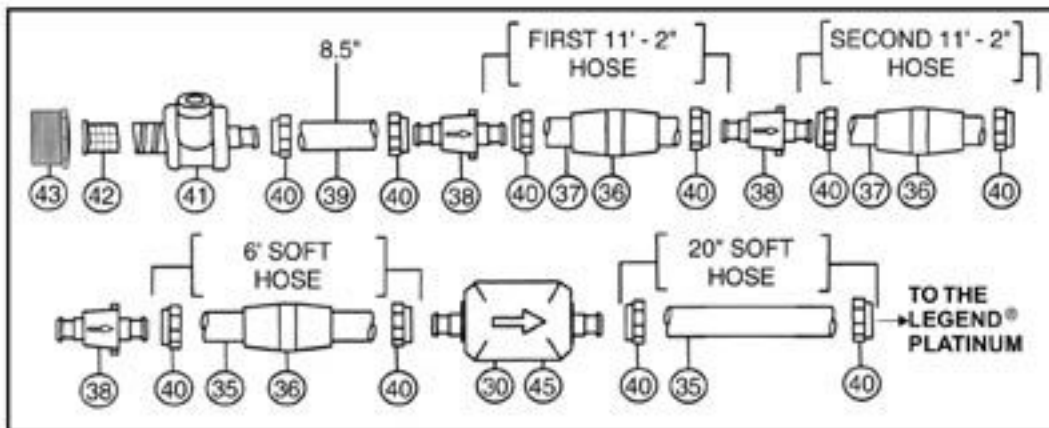 8.5"
FIRST 11' - 2"
HOSE
SECOND 11' - 2"
HOSE
43 42 41 40 39 40 38 40 37 36 40 38 40 37 36 40
6' SOFT
HOSE
20" SOFT
HOSE
TO THE
LEGEND®
PLATINUM
38 40 35 36 40 30 45 40 35 40